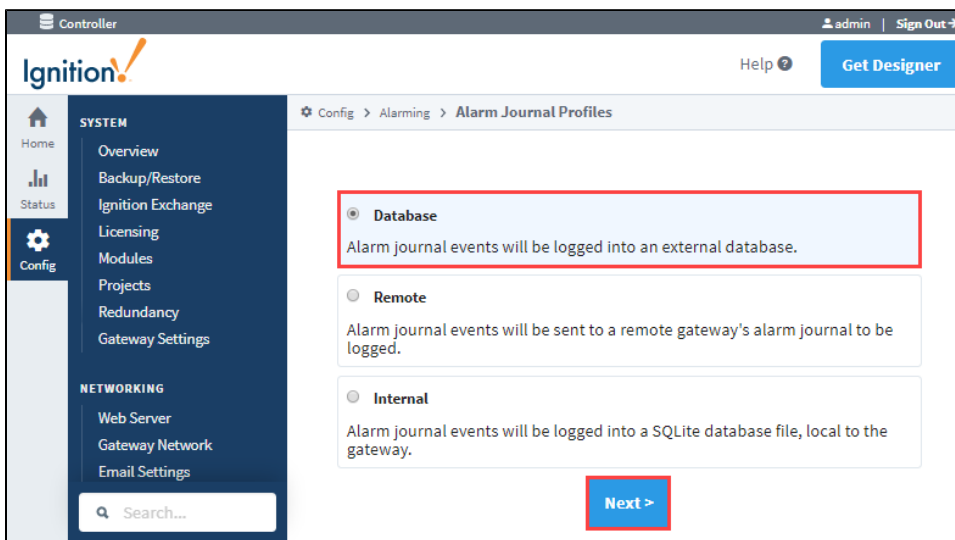 Controller
admin | Sign Out
Ignition!
Help ?
Get Designer
Home
Status
Config
SYSTEM
Overview
Backup/Restore
Ignition Exchange
Licensing
Modules
Projects
Redundancy
Gateway Settings
NETWORKING
Web Server
Gateway Network
Email Settings
Search...
Config > Alarming > Alarm Journal Profiles
Database
Alarm journal events will be logged into an external database.
Remote
Alarm journal events will be sent to a remote gateway's alarm journal to be
logged.
Internal
Alarm journal events will be logged into a SQLite database file, local to the
gateway.
Next >